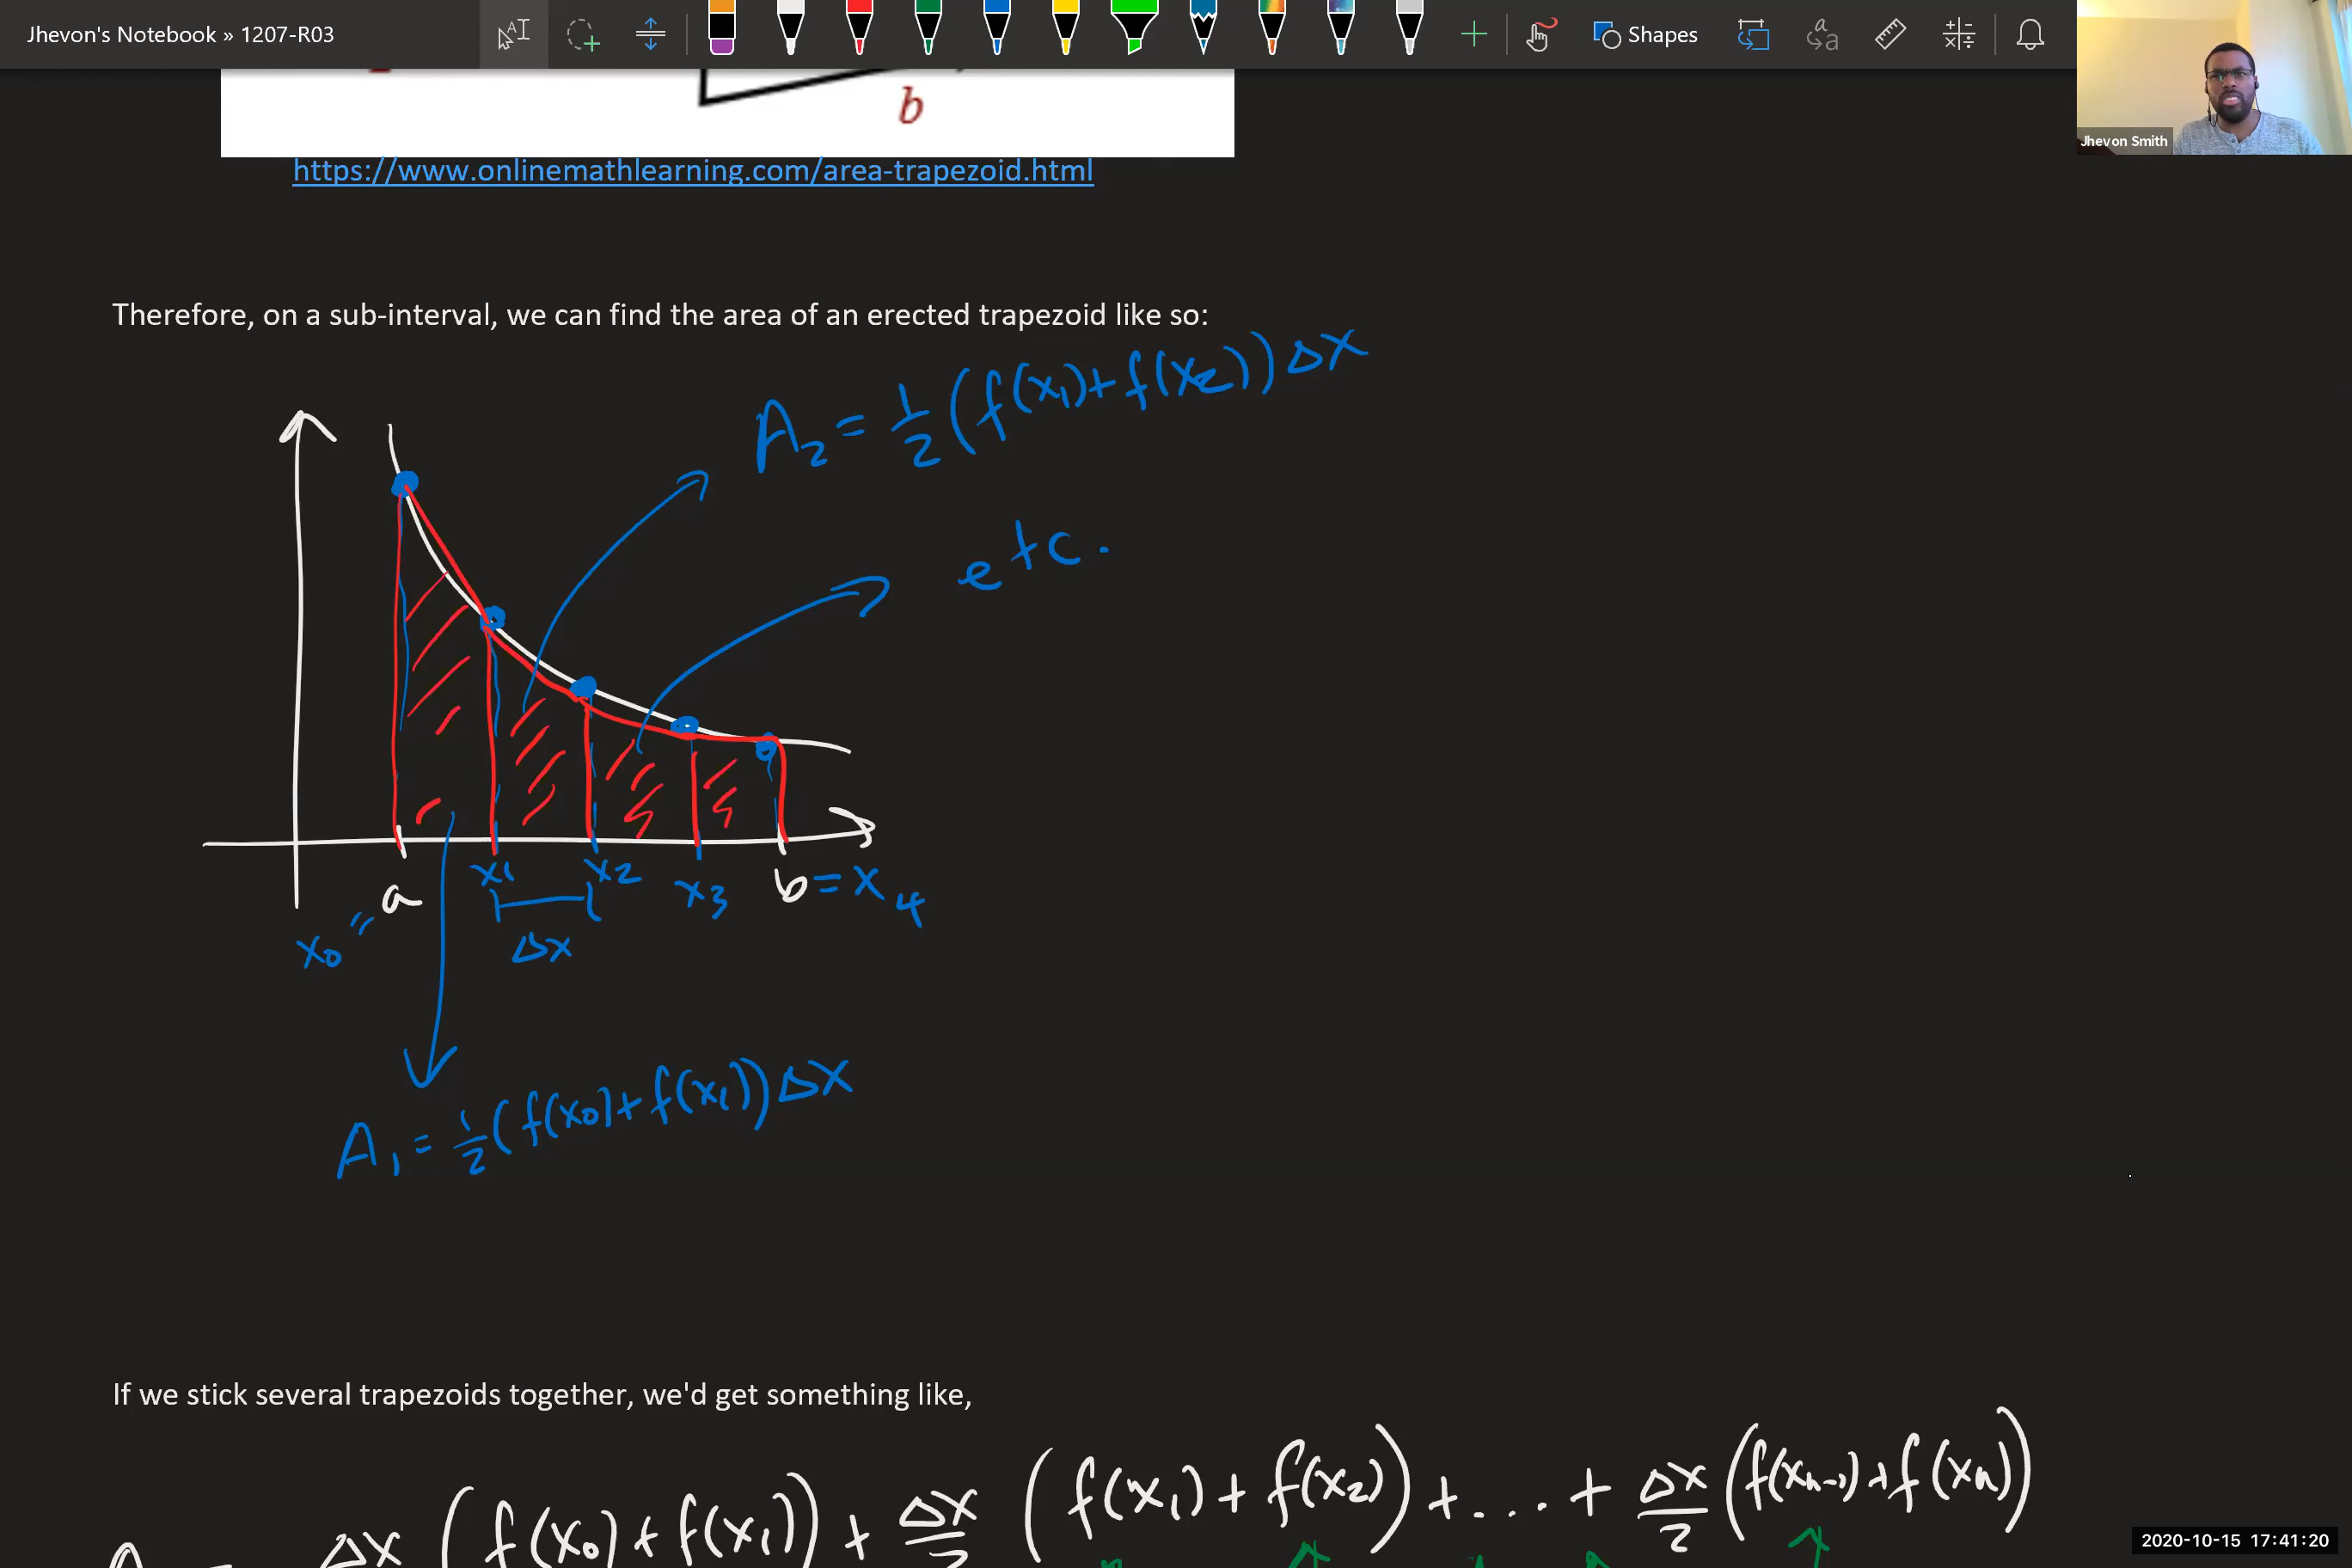 Jhevon's Notebook » 1207-R03
Shapes
Jhevon Smith
b
https://www.onlinemathlearning.com/area-trapezoid.html
Therefore, on a sub-interval, we can find the area of an erected trapezoid like so:
A₂ = 1/2 (f(x₁) + f(x₂)) Δx
etc.
x₀ = a x₁ x₂ x₃ b = x₄
Δx
A₁ = 1/2 (f(x₀) + f(x₁)) Δx
If we stick several trapezoids together, we'd get something like,
Δx (f(x₀) + f(x₁)) + Δx/2 (f(x₁) + f(x₂)) + ... + Δx/2 (f(xₙ₋₁) + f(xₙ))
2020-10-15 17:41:20